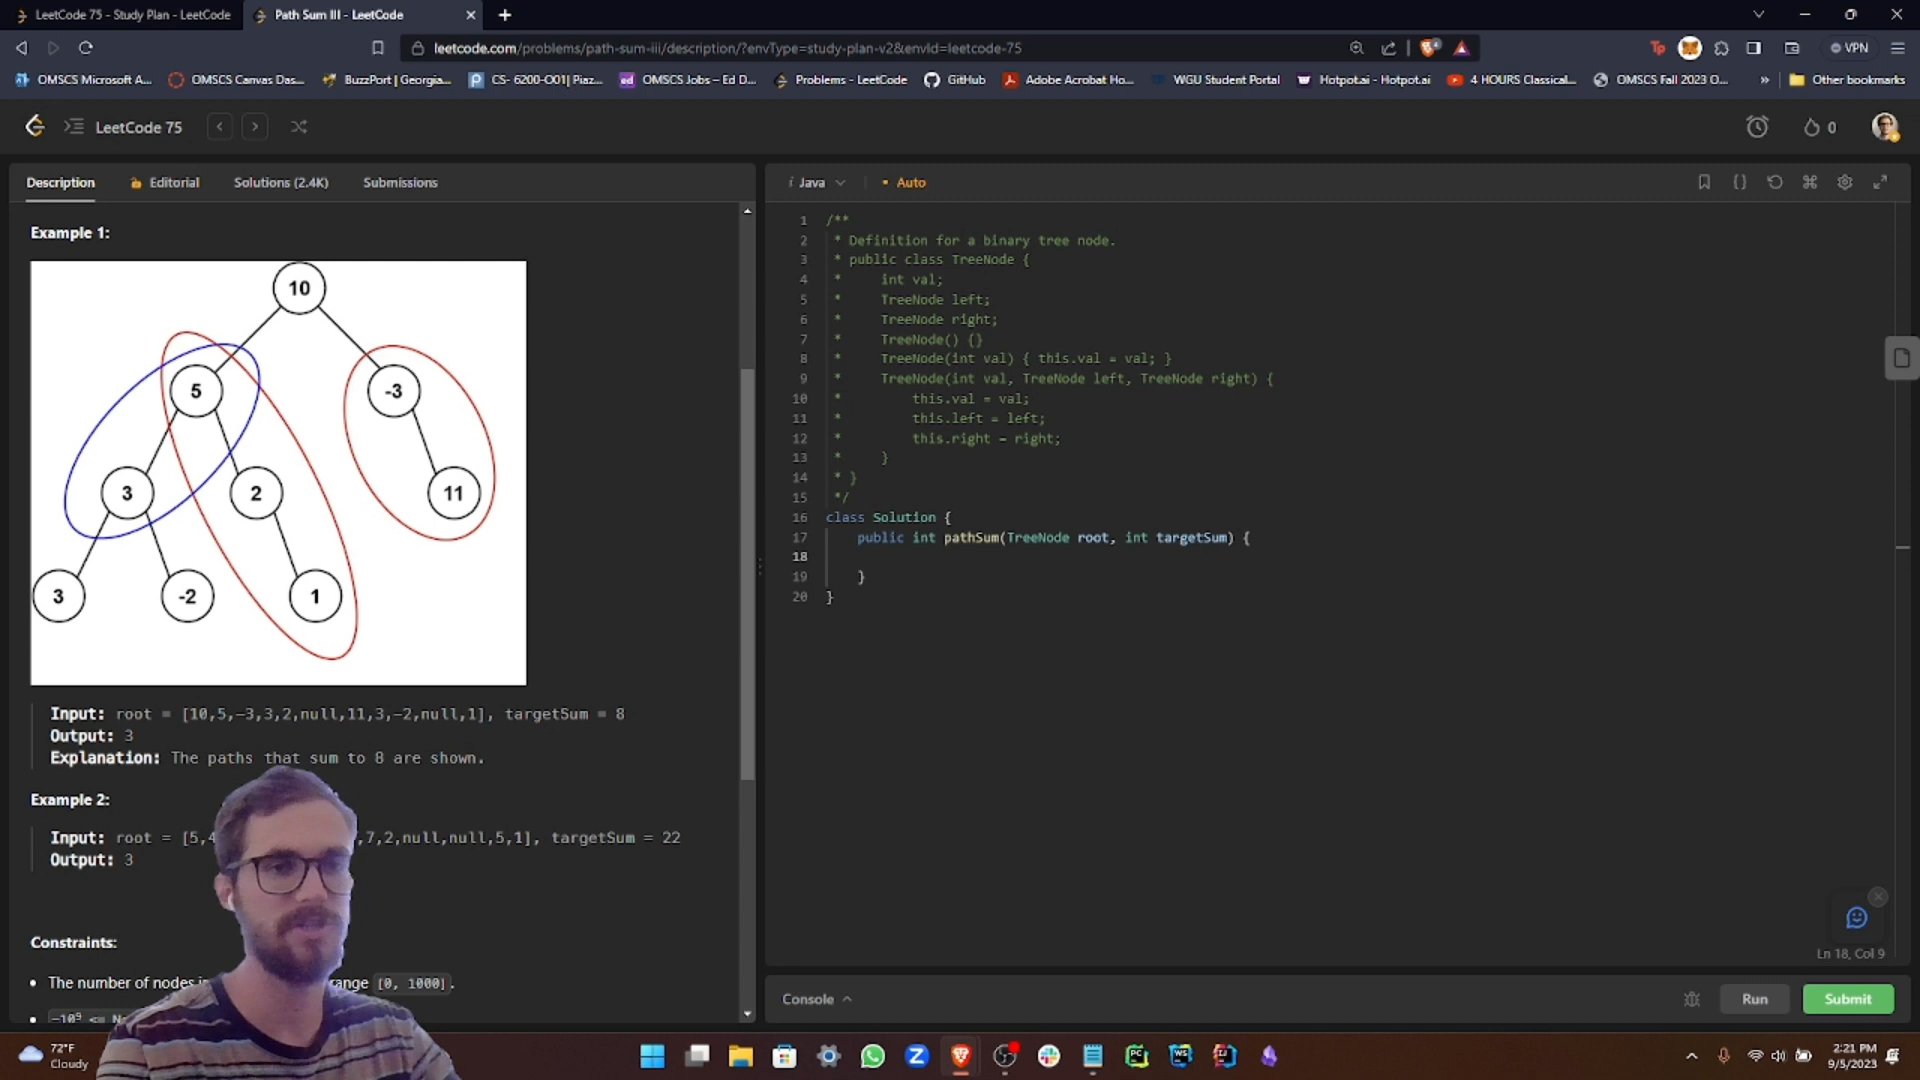 LeetCode 75 - Study Plan - LeetCode
Path Sum III - LeetCode
leetcode.com/problems/path-sum-iii/description/?envType=study-plan-v2&envId=leetcode-75
VPN
OMSCS Microsoft A...
OMSCS Canvas Das...
BuzzPort | Georgia...
CS- 6200-O01| Piaz...
OMSCS Jobs – Ed D...
Problems - LeetCode
GitHub
Adobe Acrobat Ho...
WGU Student Portal
Hotpot.ai - Hotpot.ai
4 HOURS Classical...
OMSCS Fall 2023 O...
»
Other bookmarks
LeetCode 75
0
Description
Editorial
Solutions (2.4K)
Submissions
Example 1:
10
5
-3
3
2
11
3
-2
1
Input: root = [10,5,-3,3,2,null,11,3,-2,null,1], targetSum = 8
Output: 3
Explanation: The paths that sum to 8 are shown.
Example 2:
Input: root = [5,4 ,7,2,null,null,5,1], targetSum = 22
Output: 3
Constraints:
The number of nodes i ange [0, 1000].
-10⁹ <= N
i Java
Auto
1 /**
2 * Definition for a binary tree node.
3 * public class TreeNode {
4 * int val;
5 * TreeNode left;
6 * TreeNode right;
7 * TreeNode() {}
8 * TreeNode(int val) { this.val = val; }
9 * TreeNode(int val, TreeNode left, TreeNode right) {
10 * this.val = val;
11 * this.left = left;
12 * this.right = right;
13 * }
14 * }
15 */
16 class Solution {
17 public int pathSum(TreeNode root, int targetSum) {
18
19 }
20 }
Ln 18, Col 9
Console
Run
Submit
72°F
Cloudy
2:21 PM
9/5/2023